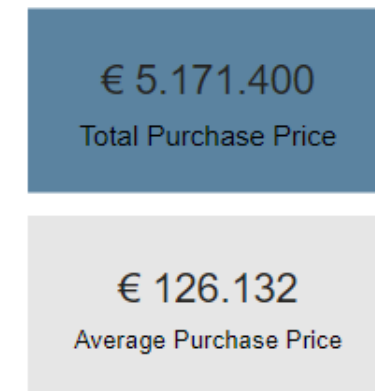 € 5.171.400
Total Purchase Price
€ 126.132
Average Purchase Price